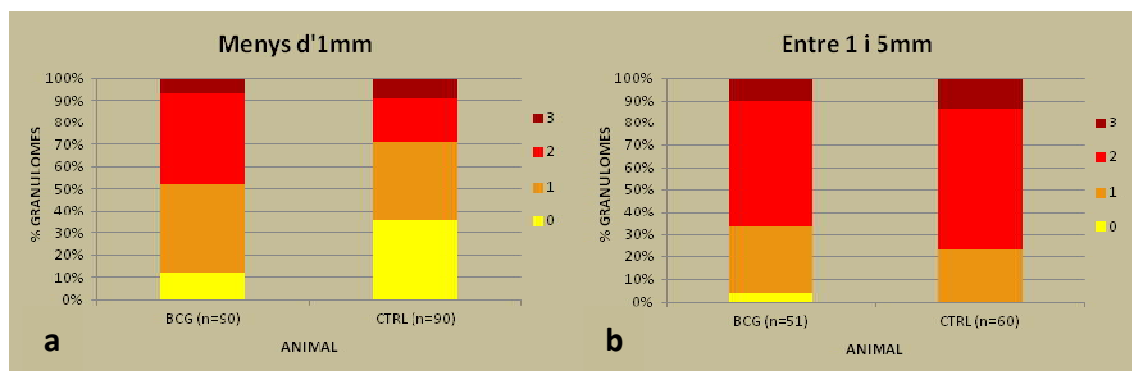 Menys d'1mm
% GRANULOMES
100%
90%
80%
70%
60%
50%
40%
30%
20%
10%
0%
3
2
1
0
BCG (n=90)
CTRL (n=90)
ANIMAL
a
Entre 1 i 5mm
% GRANULOMES
100%
90%
80%
70%
60%
50%
40%
30%
20%
10%
0%
3
2
1
0
BCG (n=51)
CTRL (n=60)
ANIMAL
b